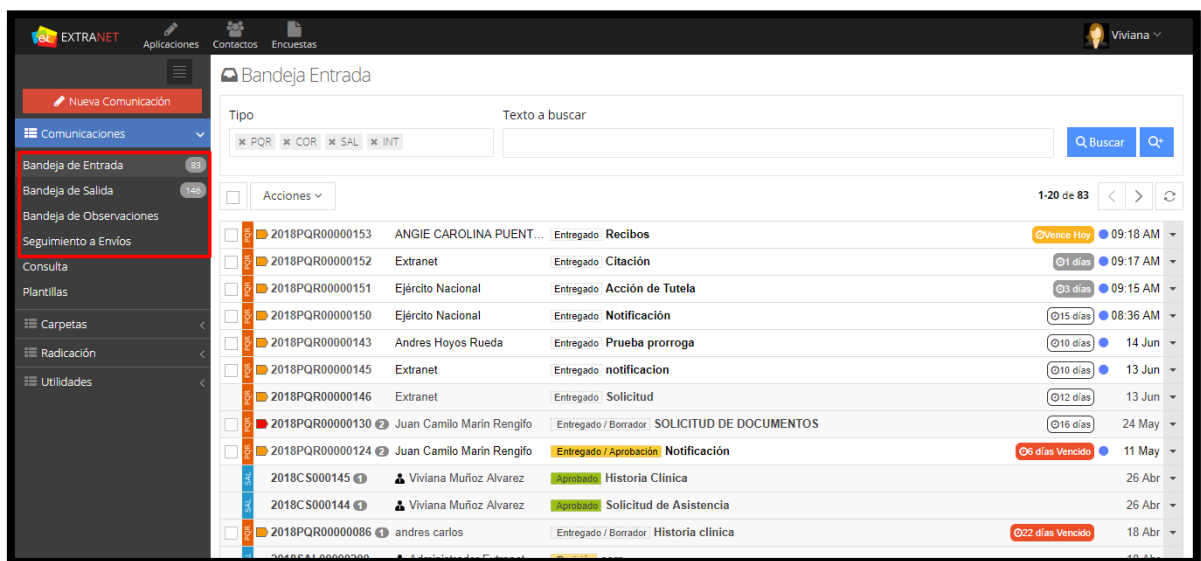 ec EXTRANET Aplicaciones Contactos Encuestas Viviana
Nueva Comunicación
Comunicaciones
Bandeja de Entrada 83
Bandeja de Salida 146
Bandeja de Observaciones
Seguimiento a Envíos
Consulta
Plantillas
Carpetas
Radicación
Utilidades
Bandeja Entrada
Tipo Texto a buscar
× PQR × COR × SAL × INT Buscar
Acciones 1-20 de 83
PQR 2018PQR00000153 ANGIE CAROLINA PUENT... Entregado Recibos Vence Hoy 09:18 AM
PQR 2018PQR00000152 Extranet Entregado Citación 1 días 09:17 AM
PQR 2018PQR00000151 Ejército Nacional Entregado Acción de Tutela 3 días 09:15 AM
PQR 2018PQR00000150 Ejército Nacional Entregado Notificación 15 días 08:36 AM
PQR 2018PQR00000143 Andres Hoyos Rueda Entregado Prueba prorroga 10 días 14 Jun
PQR 2018PQR00000145 Extranet Entregado notificacion 10 días 13 Jun
PQR 2018PQR00000146 Extranet Entregado Solicitud 12 días 13 Jun
PQR 2018PQR00000130 2 Juan Camilo Marin Rengifo Entregado / Borrador SOLICITUD DE DOCUMENTOS 16 días 24 May
PQR 2018PQR00000124 2 Juan Camilo Marin Rengifo Entregado / Aprobación Notificación 6 días Vencido 11 May
SAL 2018CS000145 1 Viviana Muñoz Alvarez Aprobado Historia Clínica 26 Abr
SAL 2018CS000144 1 Viviana Muñoz Alvarez Aprobado Solicitud de Asistencia 26 Abr
PQR 2018PQR00000086 1 andres carlos Entregado / Borrador Historia clinica 22 días Vencido 18 Abr